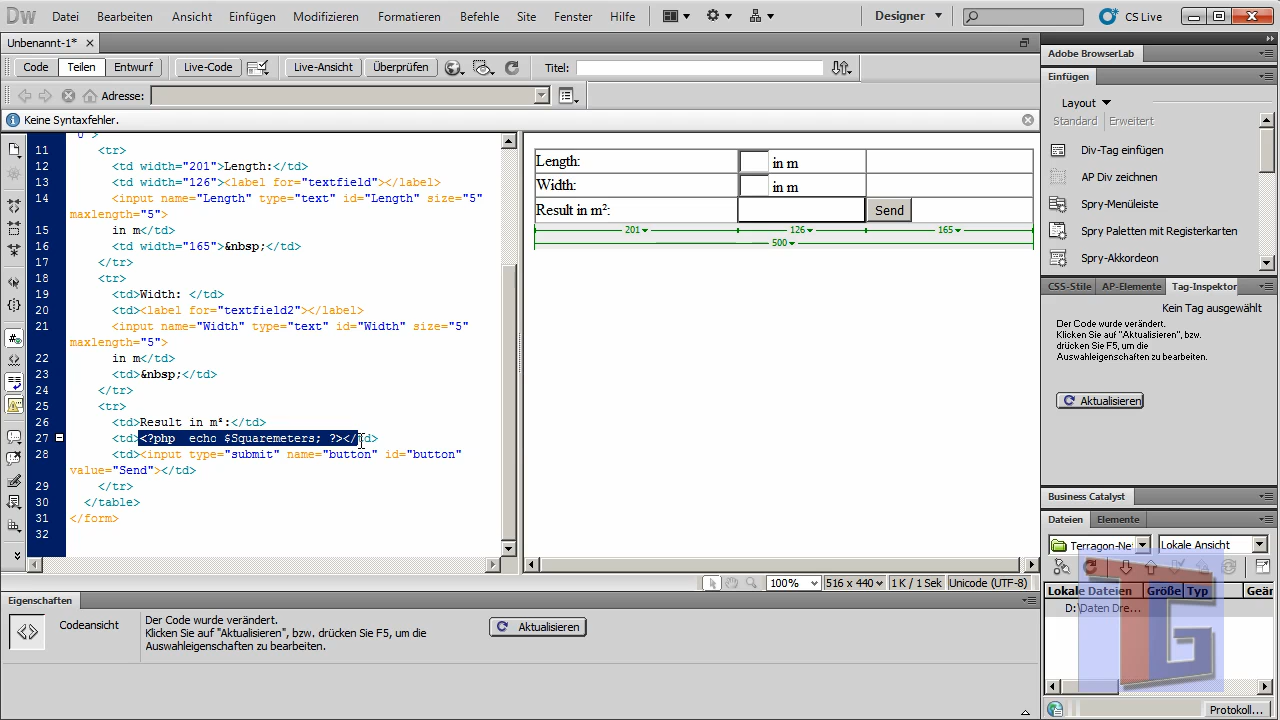 Dw Datei Bearbeiten Ansicht Einfügen Modifizieren Formatieren Befehle Site Fenster Hilfe Designer CS Live
Unbenannt-1*
Code Teilen Entwurf Live-Code Live-Ansicht Überprüfen Titel:
Adresse:
Keine Syntaxfehler.
0">
11 <tr>
12 <td width="201">Length:</td>
13 <td width="126"><label for="textfield"></label>
14 <input name="Length" type="text" id="Length" size="5"
maxlength="5">
15 in m</td>
16 <td width="165">&nbsp;</td>
17 </tr>
18 <tr>
19 <td>Width: </td>
20 <td><label for="textfield2"></label>
21 <input name="Width" type="text" id="Width" size="5"
maxlength="5">
22 in m</td>
23 <td>&nbsp;</td>
24 </tr>
25 <tr>
26 <td>Result in m²:</td>
27 <td><?php  echo $Squaremeters; ?></td>
28 <td><input type="submit" name="button" id="button"
value="Send"></td>
29 </tr>
30 </table>
31 </form>
32
Length: in m
Width: in m
Result in m²: Send
201 126 165
500
100% 516 x 440 1 K / 1 Sek Unicode (UTF-8)
Eigenschaften
Codeansicht
Der Code wurde verändert.
Klicken Sie auf "Aktualisieren", bzw. drücken Sie F5, um die
Auswahleigenschaften zu bearbeiten.
Aktualisieren
Adobe BrowserLab
Einfügen
Layout
Standard Erweitert
Div-Tag einfügen
AP Div zeichnen
Spry-Menüleiste
Spry Paletten mit Registerkarten
Spry-Akkordeon
CSS-Stile AP-Elemente Tag-Inspektor
Kein Tag ausgewählt
Der Code wurde verändert.
Klicken Sie auf "Aktualisieren", bzw.
drücken Sie F5, um die
Auswahleigenschaften zu bearbeiten.
Aktualisieren
Business Catalyst
Dateien Elemente
Terragon-Ne Lokale Ansicht
Lokale Dateien Größe Typ Geär
D:\Daten Dre...
TG
Protokoll...